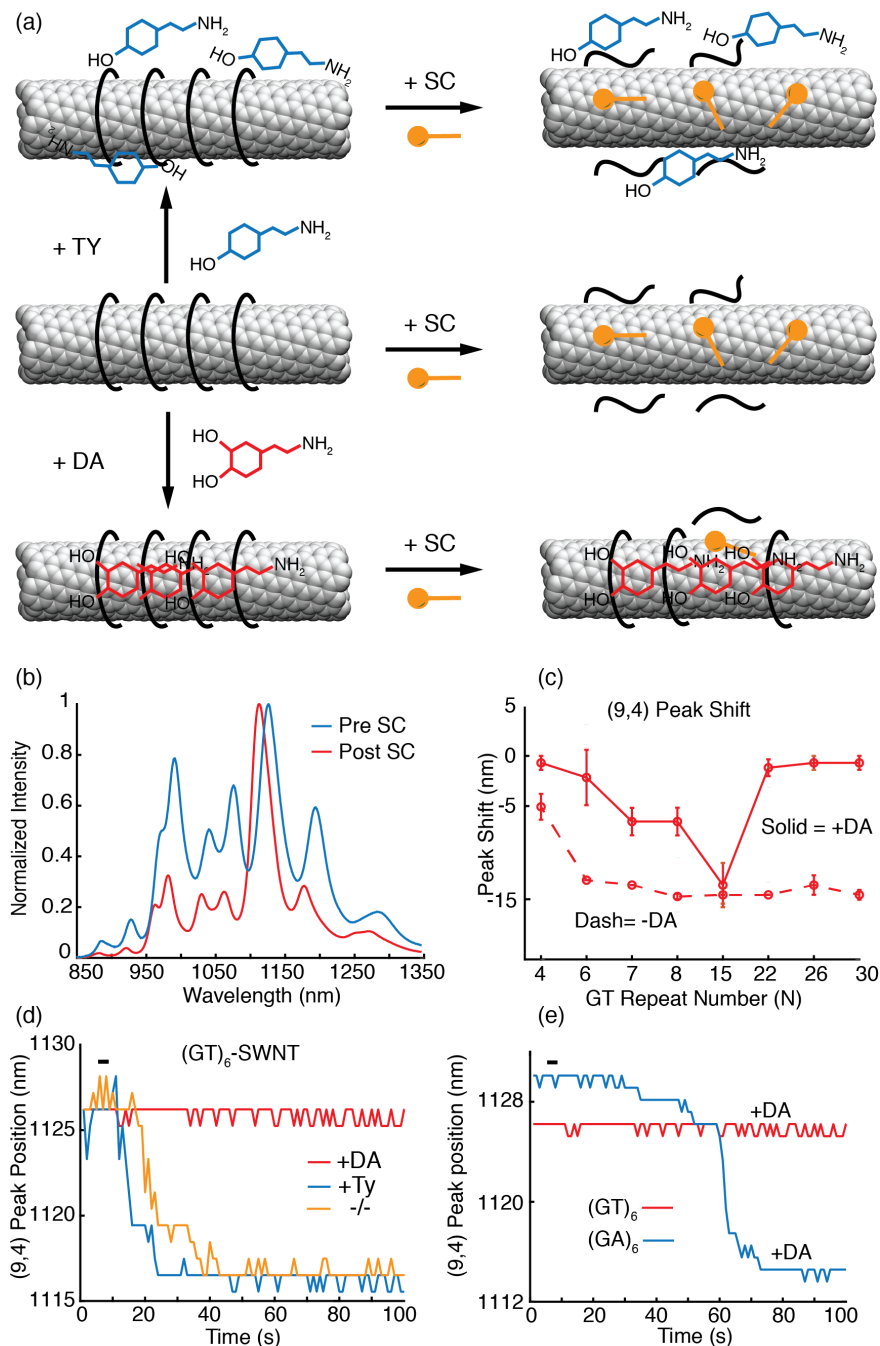 (a)
NH2
HO
HO
NH2
NH2
OH
+ SC
NH2
HO
HO
NH2
NH2
HO
+ TY
NH2
HO
+ SC
+ DA
HO
HO
NH2
HO
HO
NH2
NH2
HO
HO
+ SC
HO
HO
HO
NH2
NH2
NH2
HO
HO
HO
(b)
1
0.8
0.6
0.4
0.2
0
Normalized Intensity
Pre SC
Post SC
850 950 1050 1150 1250 1350
Wavelength (nm)
(c)
(9,4) Peak Shift
5
0
-5
-15
Peak Shift (nm)
Solid = +DA
Dash= -DA
4 6 7 8 15 22 26 30
GT Repeat Number (N)
(d)
(GT)6-SWNT
1130
1125
1120
1115
(9,4) Peak Position (nm)
+DA
+Ty
-/-
0 20 40 60 80 100
Time (s)
(e)
1128
1120
1112
(9,4) Peak position (nm)
+DA
(GT)6
(GA)6
+DA
0 20 40 60 80 100
Time (s)